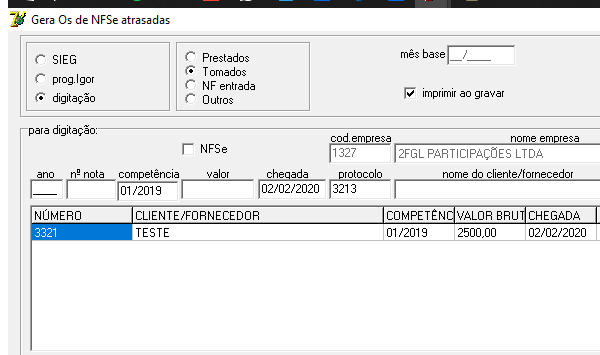 Gera Os de NFSe atrasadas
SIEG
prog.Igor
digitação
Prestados
Tomados
NF entrada
Outros
mês base __/____
imprimir ao gravar
para digitação:
NFSe
cod.empresa
nome empresa
1327
2FGL PARTICIPAÇÕES LTDA
ano nº nota competência valor chegada protocolo nome do cliente/fornecedor
____ 01/2019 02/02/2020 3213
NÚMERO CLIENTE/FORNECEDOR COMPETÊNC VALOR BRUT CHEGADA
3321 TESTE 01/2019 2500,00 02/02/2020